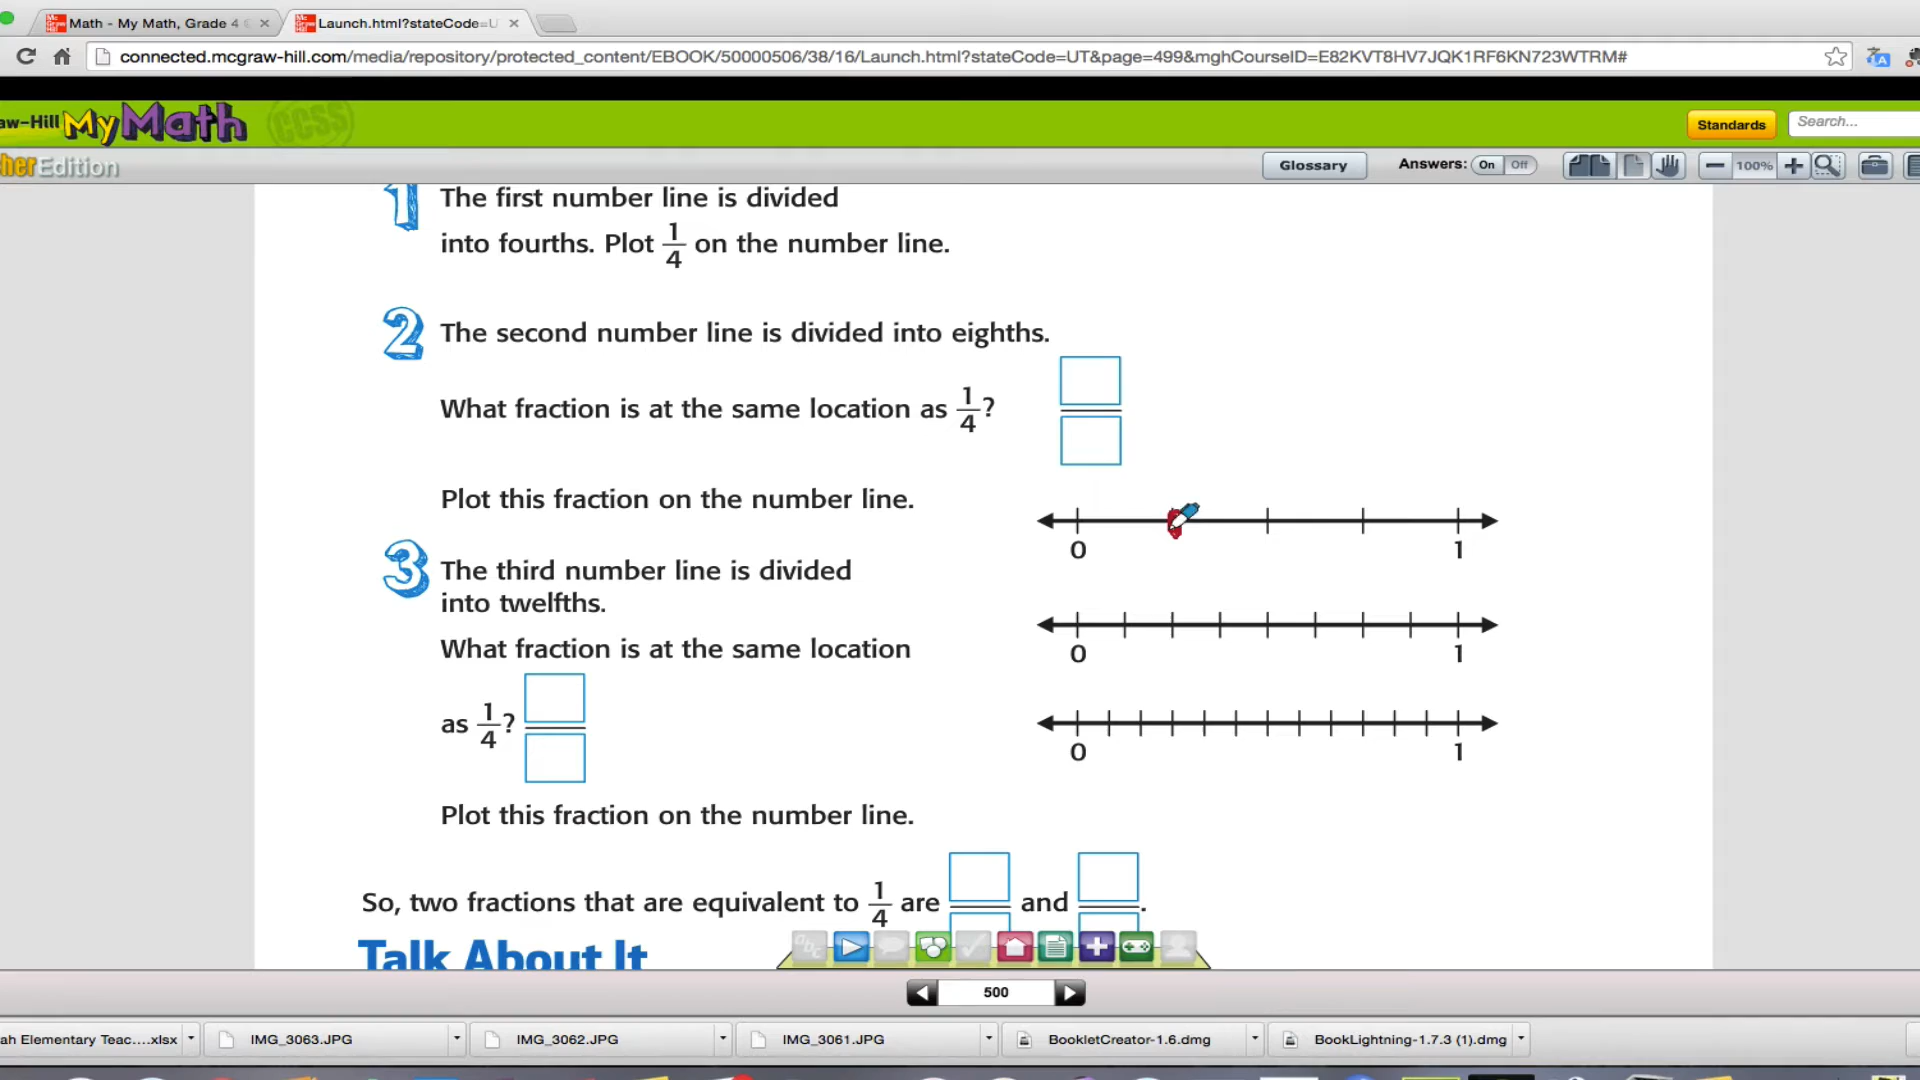 Math - My Math, Grade 4
Launch.html?stateCode=U
connected.mcgraw-hill.com/media/repository/protected_content/EBOOK/50000506/38/16/Launch.html?stateCode=UT&page=499&mghCourseID=E82KVT8HV7JQK1RF6KN723WTRM#
aw-Hill My Math CCSS
Standards Search...
her Edition
Glossary Answers: On Off 100%
1 The first number line is divided
into fourths. Plot 1/4 on the number line.
2 The second number line is divided into eighths.
What fraction is at the same location as 1/4?
Plot this fraction on the number line.
0 1
3 The third number line is divided
into twelfths.
What fraction is at the same location
0 1
as 1/4?
0 1
Plot this fraction on the number line.
So, two fractions that are equivalent to 1/4 are and .
Talk About It
abc
500
ah Elementary Teac....xlsx IMG_3063.JPG IMG_3062.JPG IMG_3061.JPG BookletCreator-1.6.dmg BookLightning-1.7.3 (1).dmg